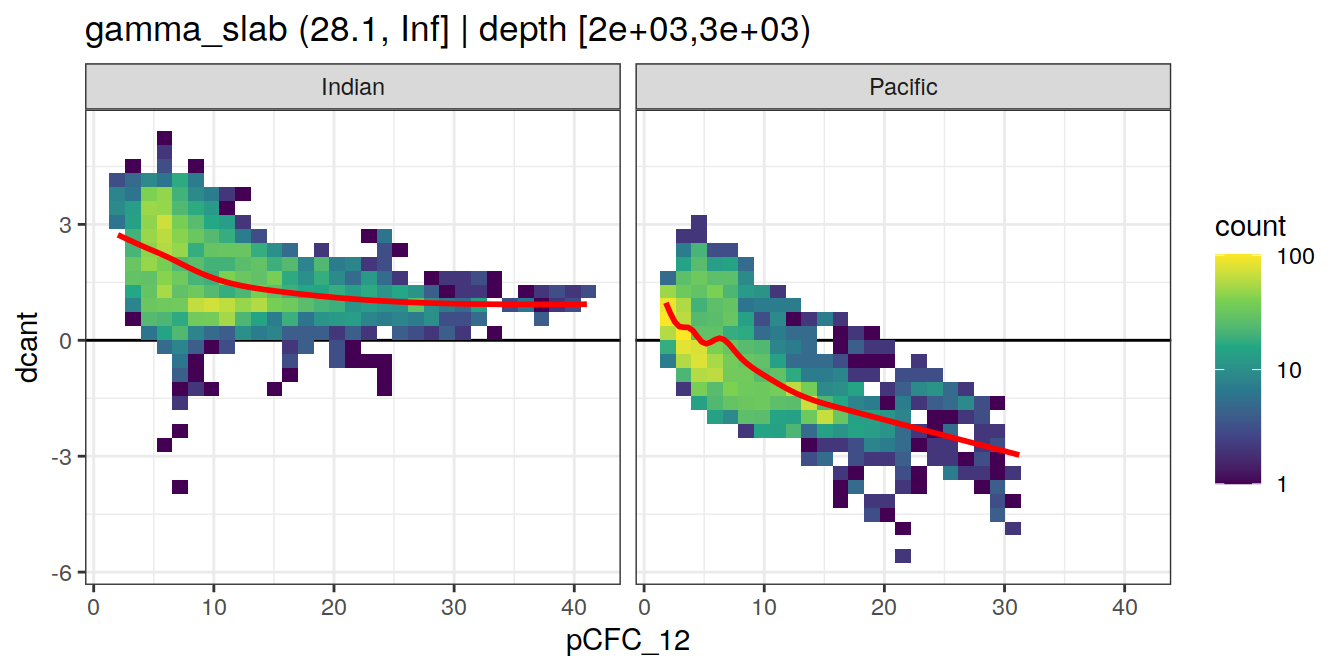 gamma_slab (28.1, Inf] | depth [2e+03,3e+03)
Indian
Pacific
dcant
3
0
-3
-6
0 10 20 30 40
0 10 20 30 40
pCFC_12
count
100
10
1